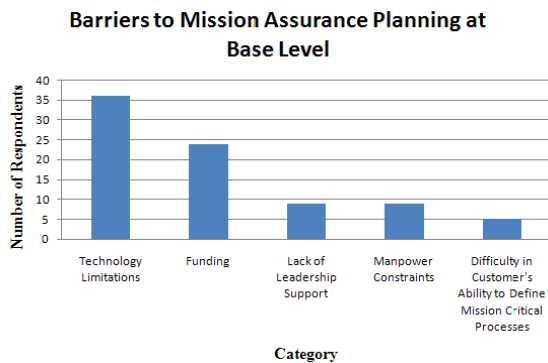 Barriers to Mission Assurance Planning at
Base Level
Number of Respondents
40
35
30
25
20
15
10
5
0
Technology
Limitations
Funding
Lack of
Leadership
Support
Manpower
Constraints
Difficulty in
Customer's
Ability to Define
Mission Critical
Processes
Category